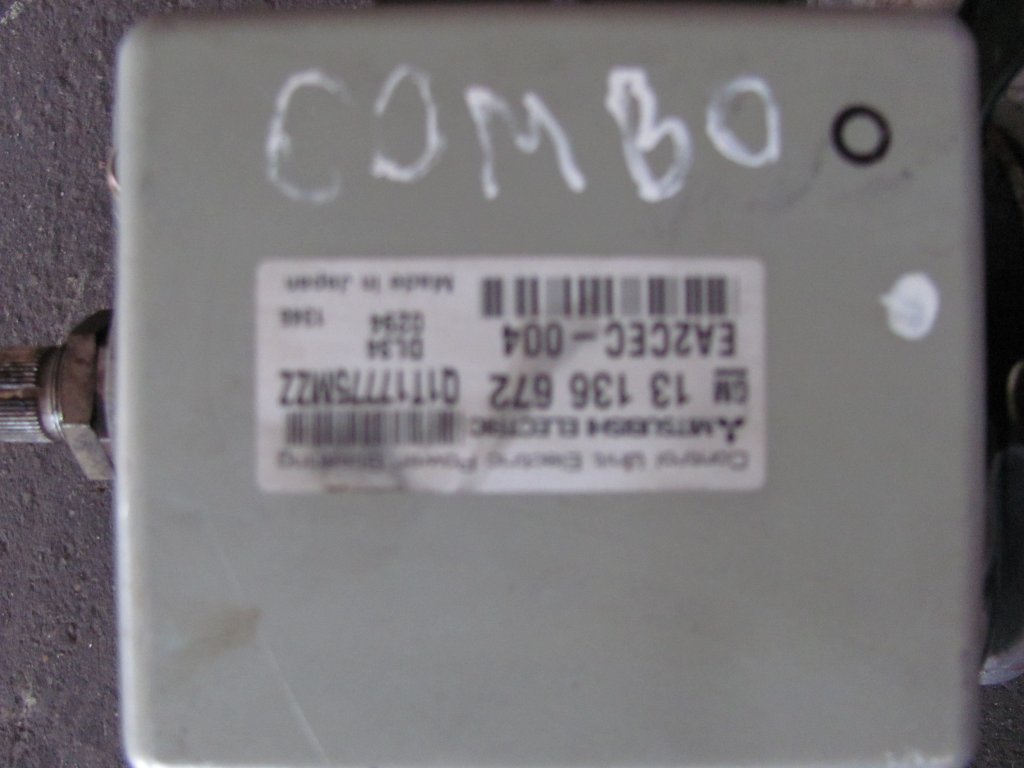 COMBO
Control Unit Electric Power Steering
MITSUBISHI ELECTRIC
GM 13 136 672 Q1T17775MZZ
EA2CEC-004
DL34
0294
1346
Made in Japan